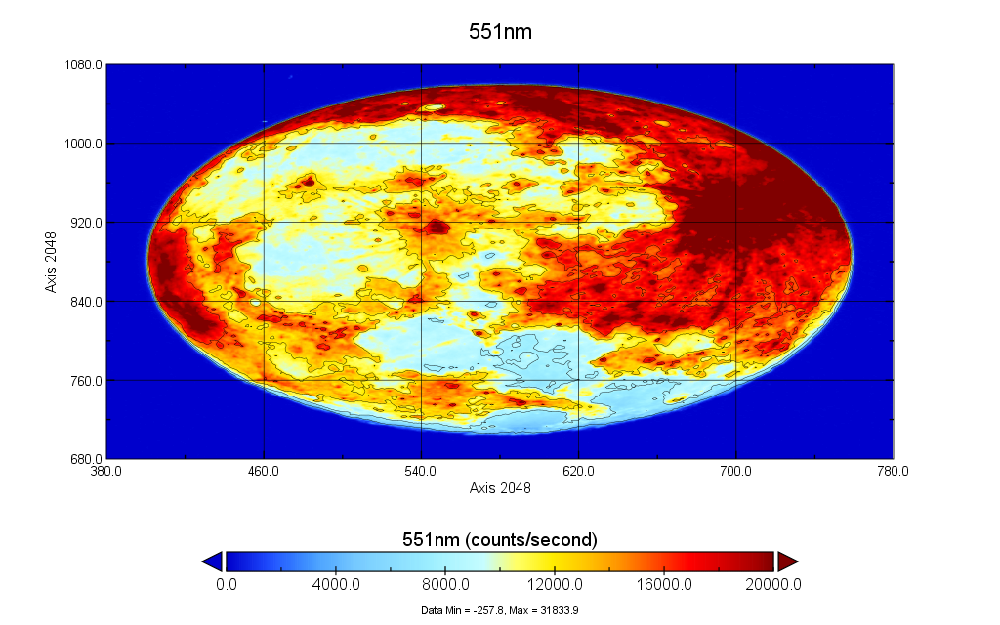 551nm
1080.0
1000.0
920.0
840.0
760.0
680.0
Axis 2048
380.0 460.0 540.0 620.0 700.0 780.0
Axis 2048
551nm (counts/second)
0.0 4000.0 8000.0 12000.0 16000.0 20000.0
Data Min = -257.8, Max = 31833.9